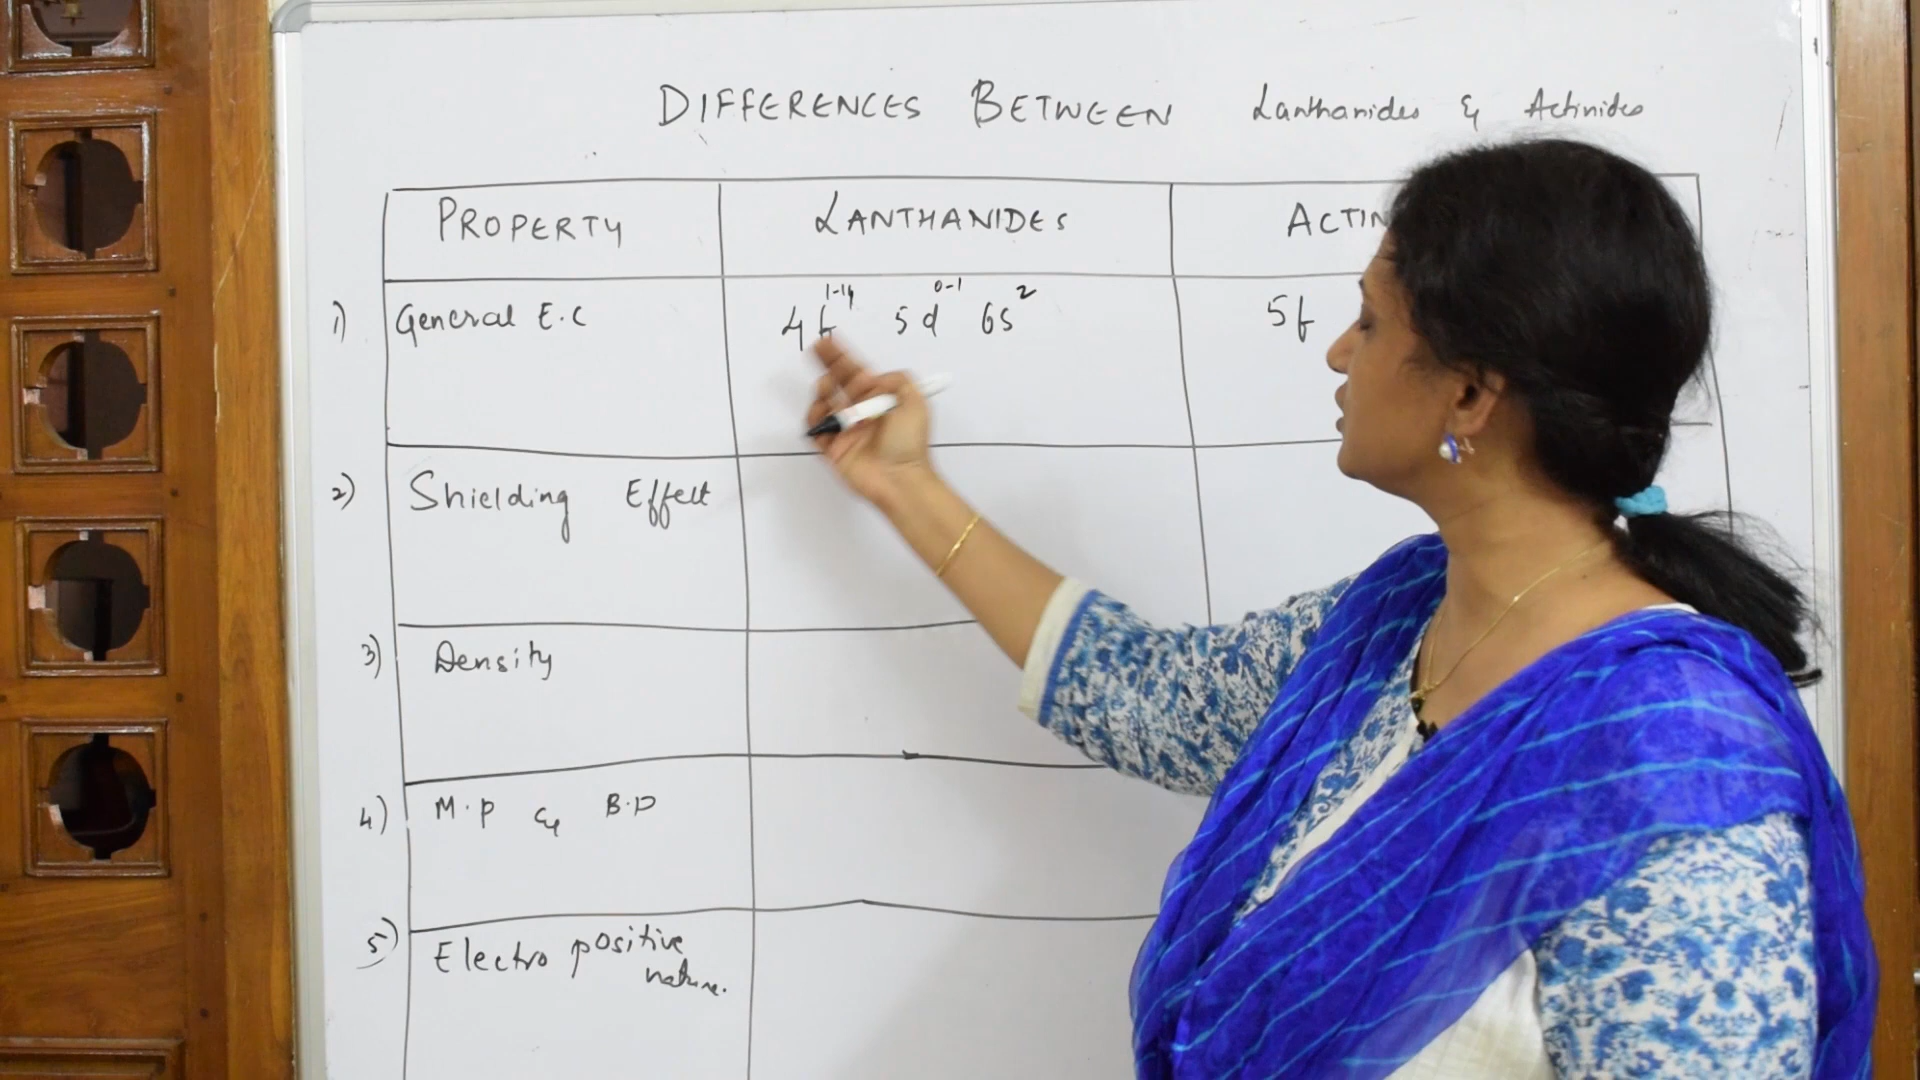 DIFFERENCES BETWEEN Lanthanides & Actinides
PROPERTY LANTHANIDES ACTIN
1) General E.C 4f¹⁻¹⁴ 5d⁰⁻¹ 6s² 5f
2) Shielding Effect
3) Density
4) M.P & B.P
5) Electro positive
nature.